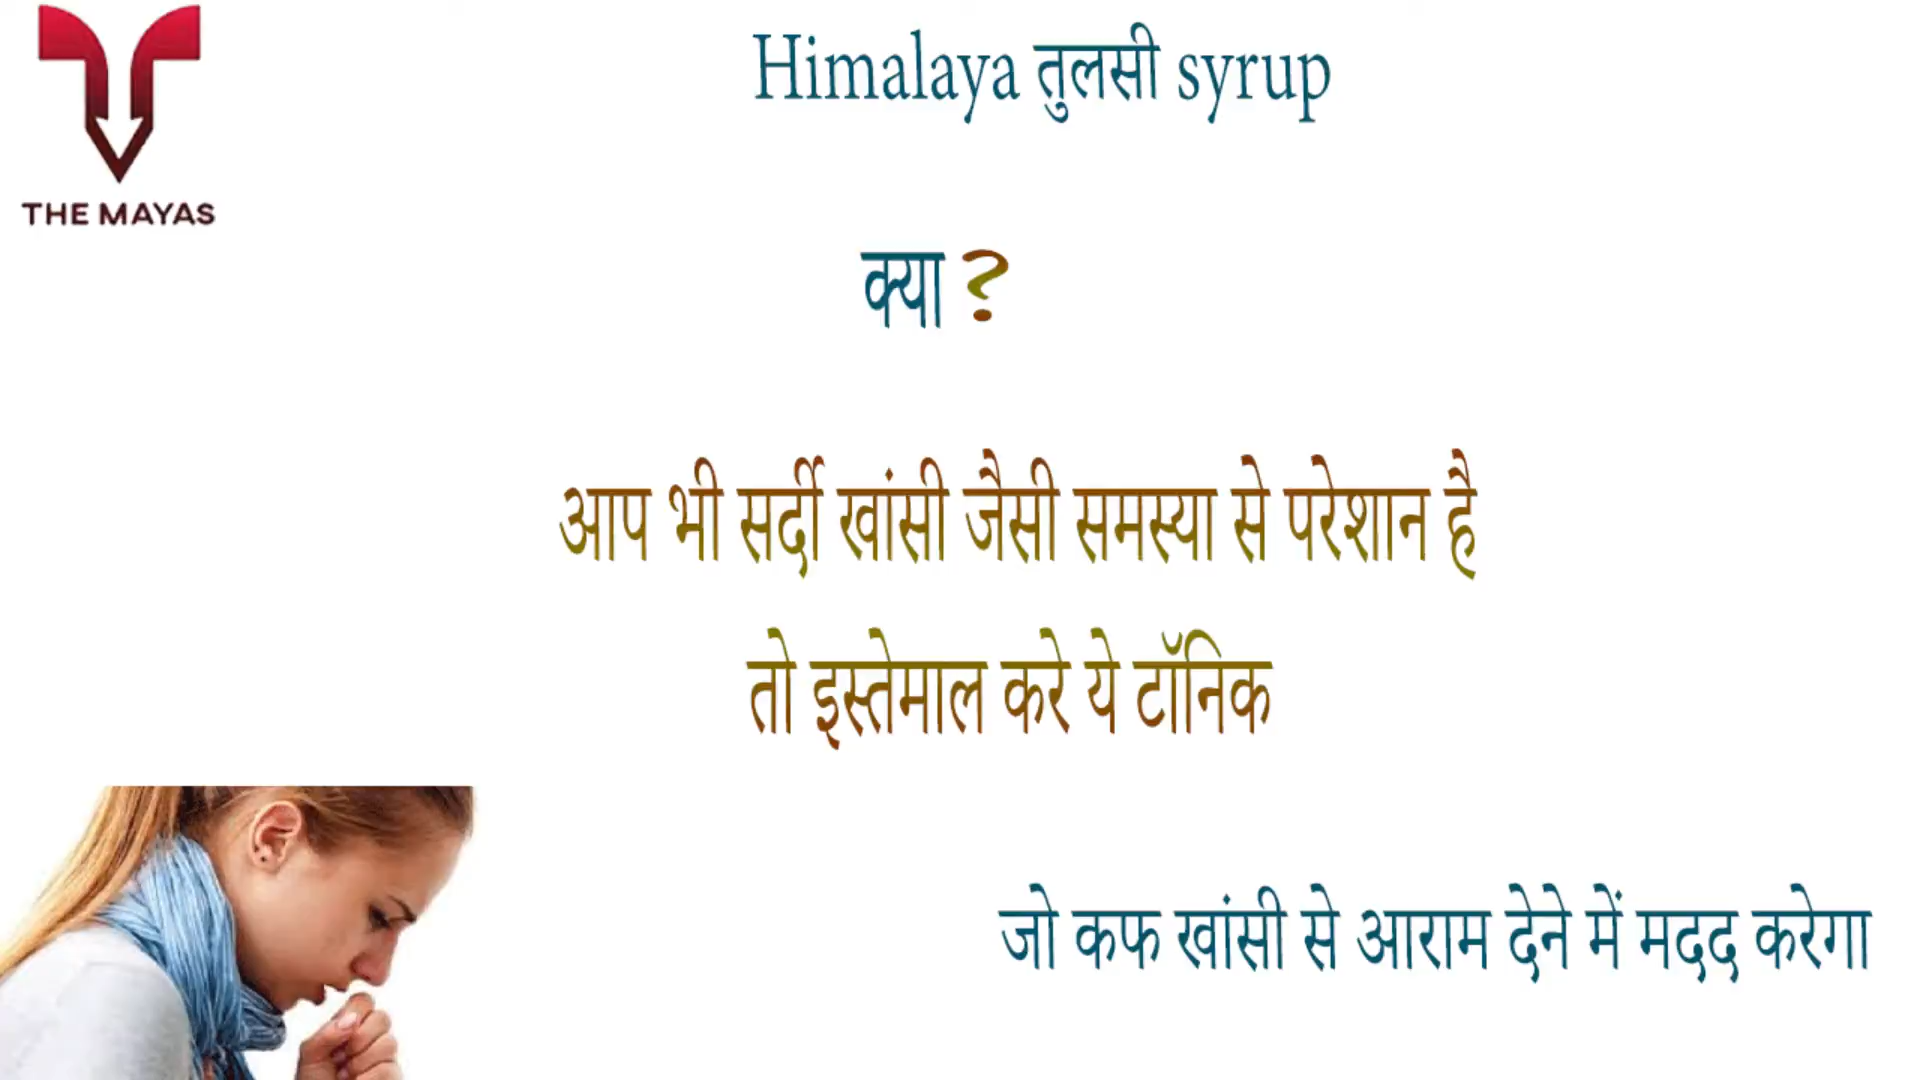 THE MAYAS
Himalaya तुलसी syrup
क्या ?
आप भी सर्दी खांसी जैसी समस्या से परेशान है
तो इस्तेमाल करे ये टॉनिक
जो कफ खांसी से आराम देने में मदद करेगा